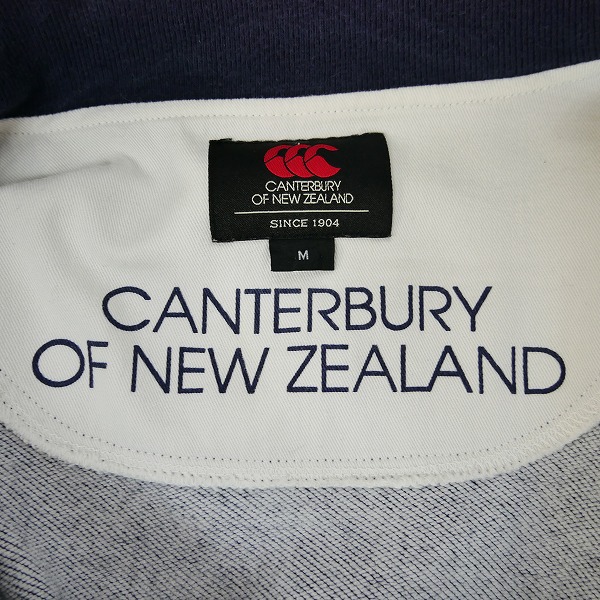 CANTERBURY
OF NEW ZEALAND
SINCE 1904
M
CANTERBURY
OF NEW ZEALAND